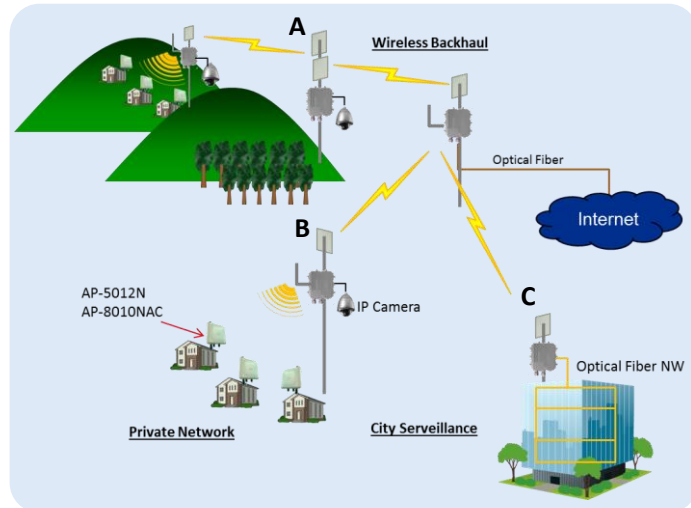 A
Wireless Backhaul
Optical Fiber
Internet
B
AP-5012N
AP-8010NAC
IP Camera
C
Optical Fiber NW
Private Network
City Serveillance